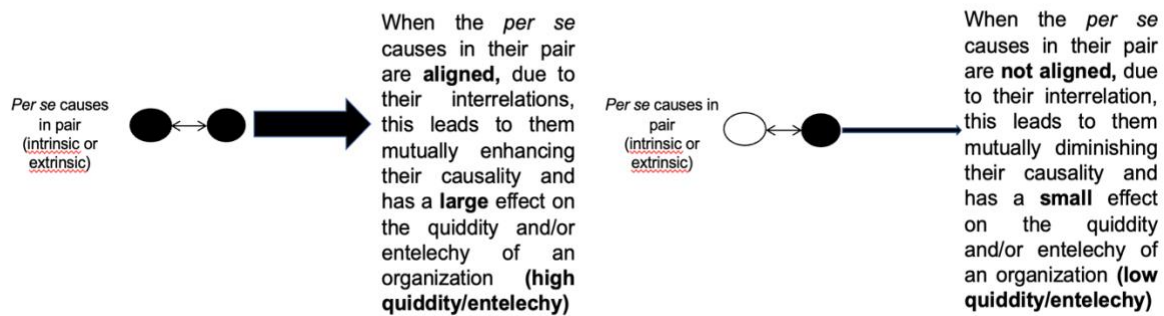 Per se causes
in pair
(intrinsic or
extrinsic)
When the per se
causes in their pair
are aligned, due to
their interrelations,
this leads to them
mutually enhancing
their causality and
has a large effect on
the quiddity and/or
entelechy of an
organization (high
quiddity/entelechy)
Per se causes in
pair
(intrinsic or
extrinsic)
When the per se
causes in their pair
are not aligned, due
to their interrelation,
this leads to them
mutually diminishing
their causality and
has a small effect
on the quiddity
and/or entelechy of
an organization (low
quiddity/entelechy)